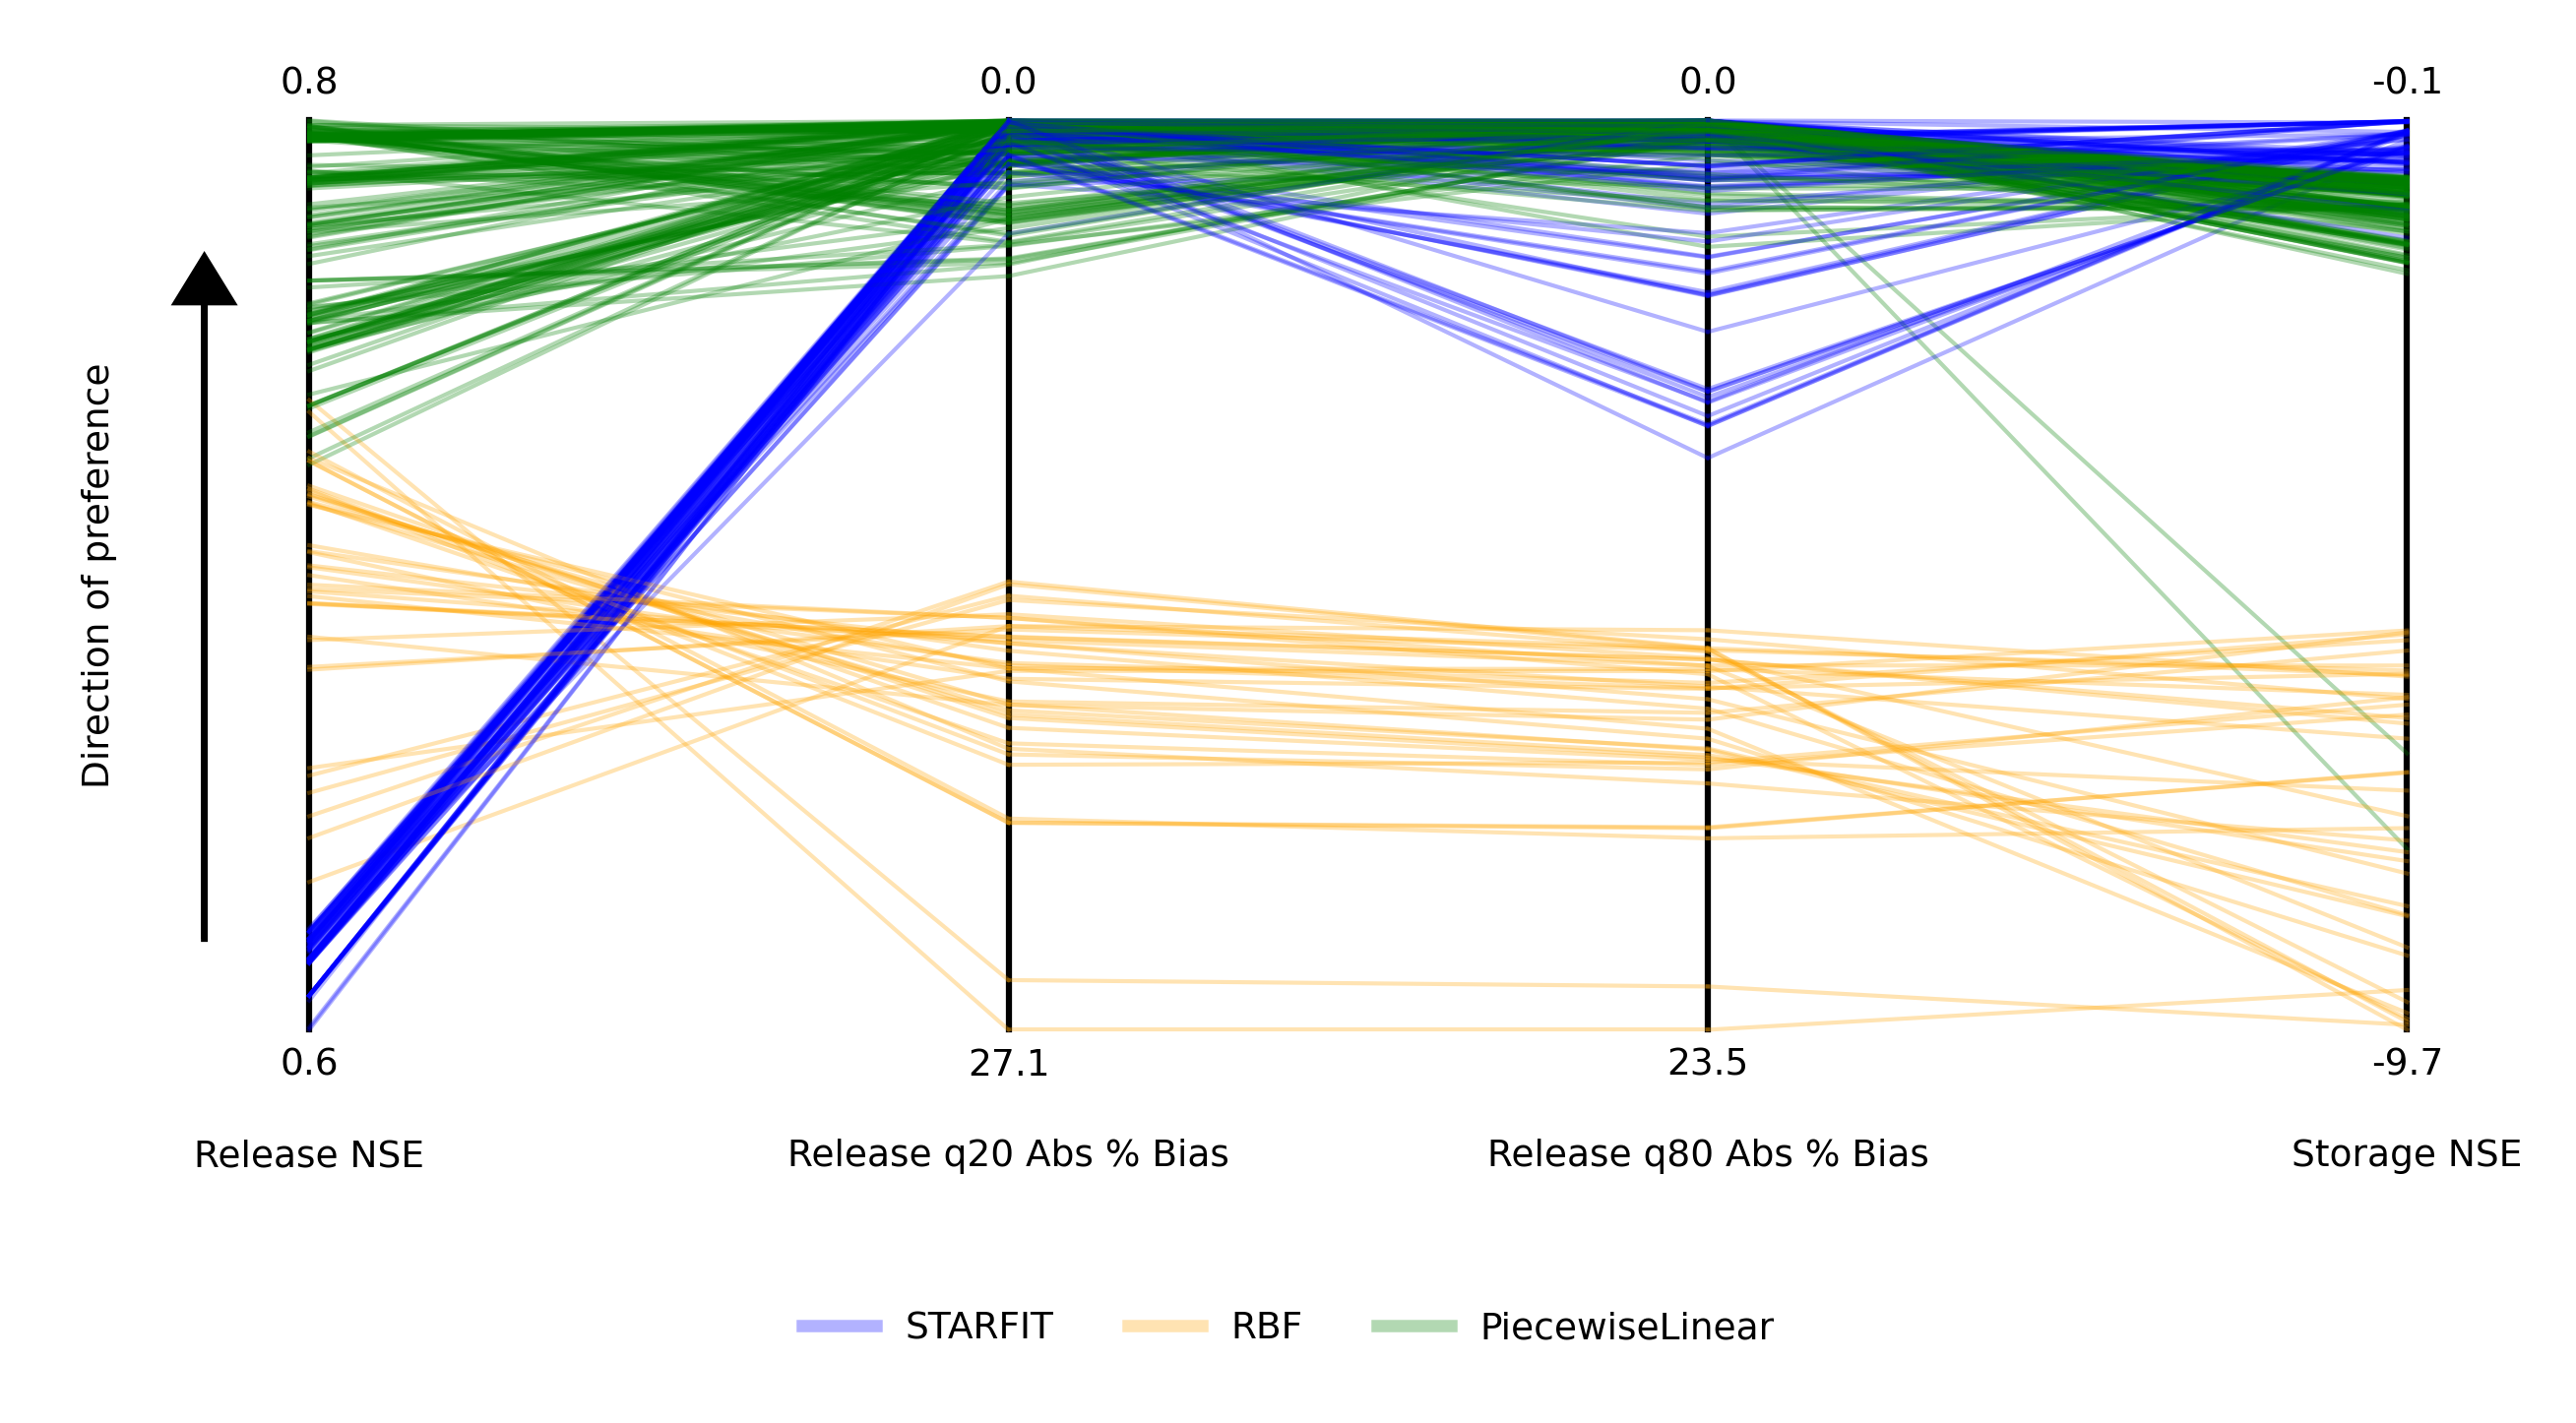 0.8
0.0
0.0
-0.1
Direction of preference
0.6
27.1
23.5
-9.7
Release NSE
Release q20 Abs % Bias
Release q80 Abs % Bias
Storage NSE
STARFIT
RBF
PiecewiseLinear